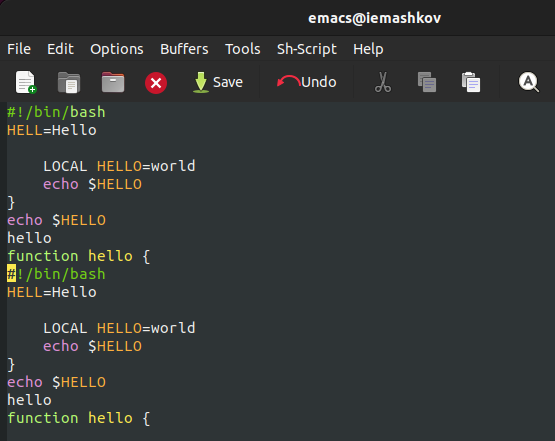 emacs@iemashkov
File Edit Options Buffers Tools Sh-Script Help
Save Undo A
#!/bin/bash
HELL=Hello
    LOCAL HELLO=world
    echo $HELLO
}
echo $HELLO
hello
function hello {
#!/bin/bash
HELL=Hello
    LOCAL HELLO=world
    echo $HELLO
}
echo $HELLO
hello
function hello {